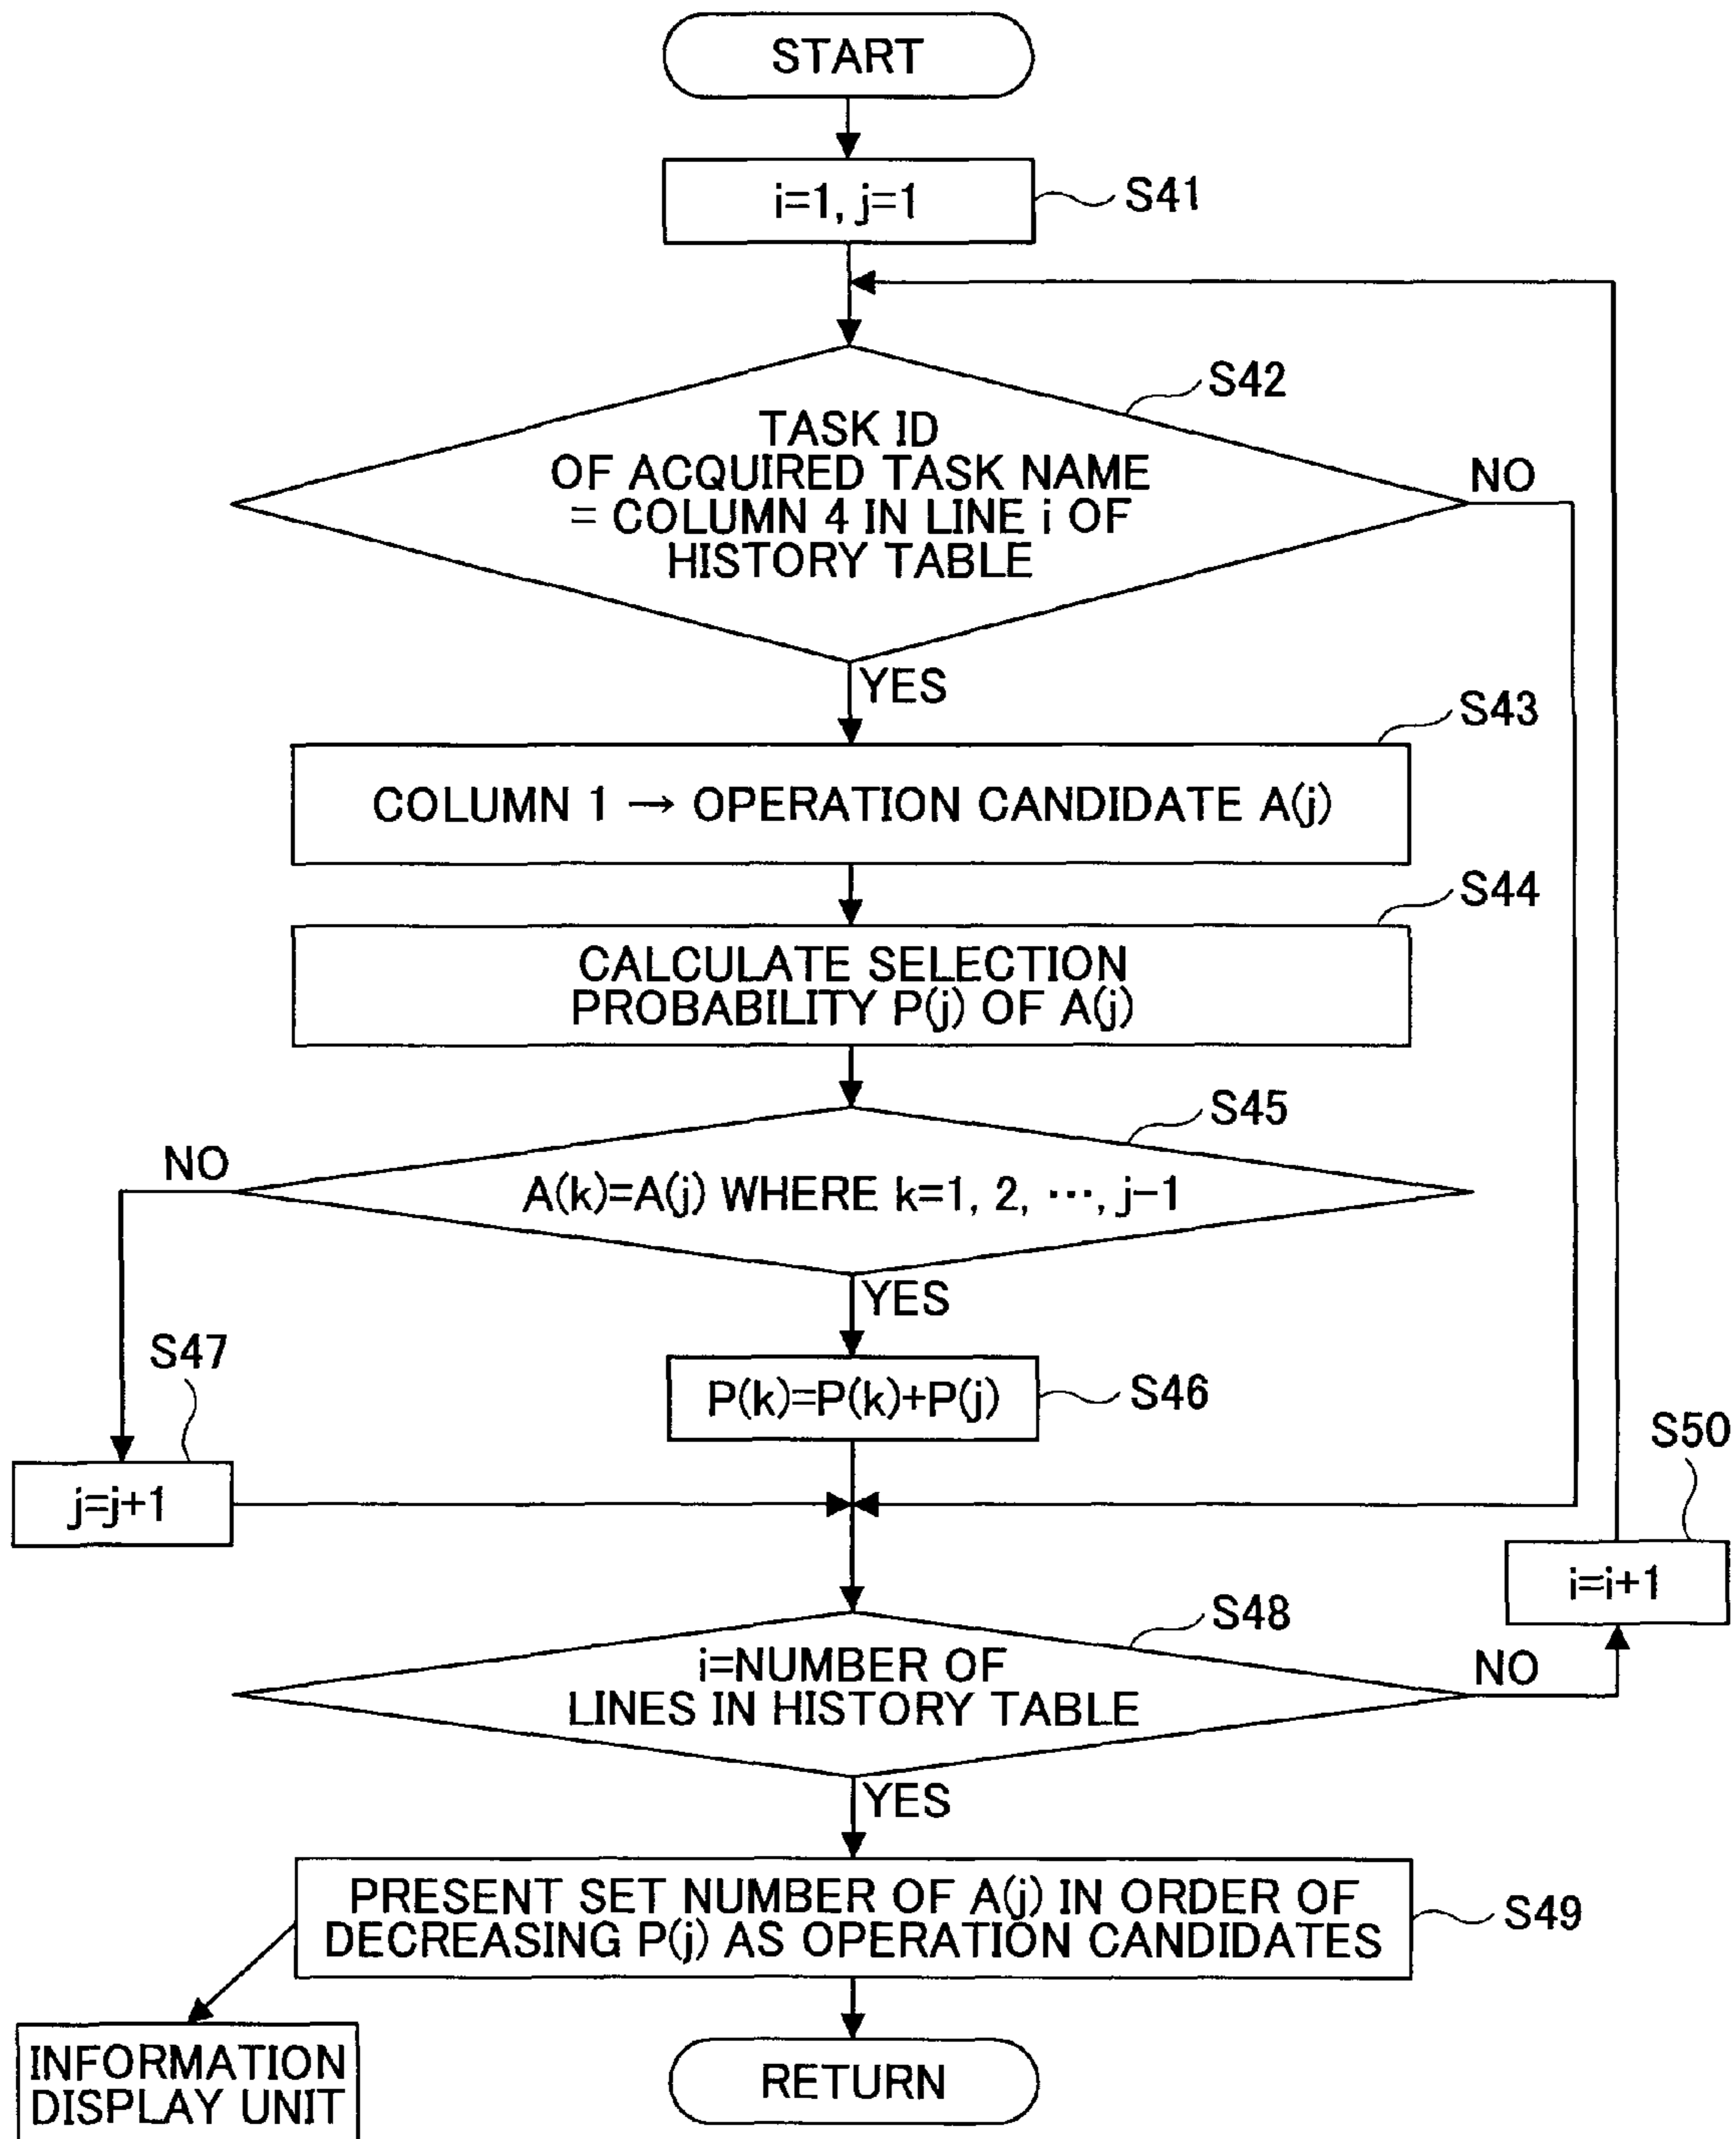 START
i=1, j=1
S41
S42
TASK ID
OF ACQUIRED TASK NAME
= COLUMN 4 IN LINE i OF
HISTORY TABLE
NO
YES
S43
COLUMN 1 → OPERATION CANDIDATE A(j)
S44
CALCULATE SELECTION
PROBABILITY P(j) OF A(j)
S45
NO
A(k)=A(j) WHERE k=1, 2, ⋯, j−1
YES
S47
P(k)=P(k)+P(j)
S46
S50
j=j+1
i=i+1
S48
i=NUMBER OF
LINES IN HISTORY TABLE
NO
YES
PRESENT SET NUMBER OF A(j) IN ORDER OF
DECREASING P(j) AS OPERATION CANDIDATES
S49
INFORMATION
DISPLAY UNIT
RETURN